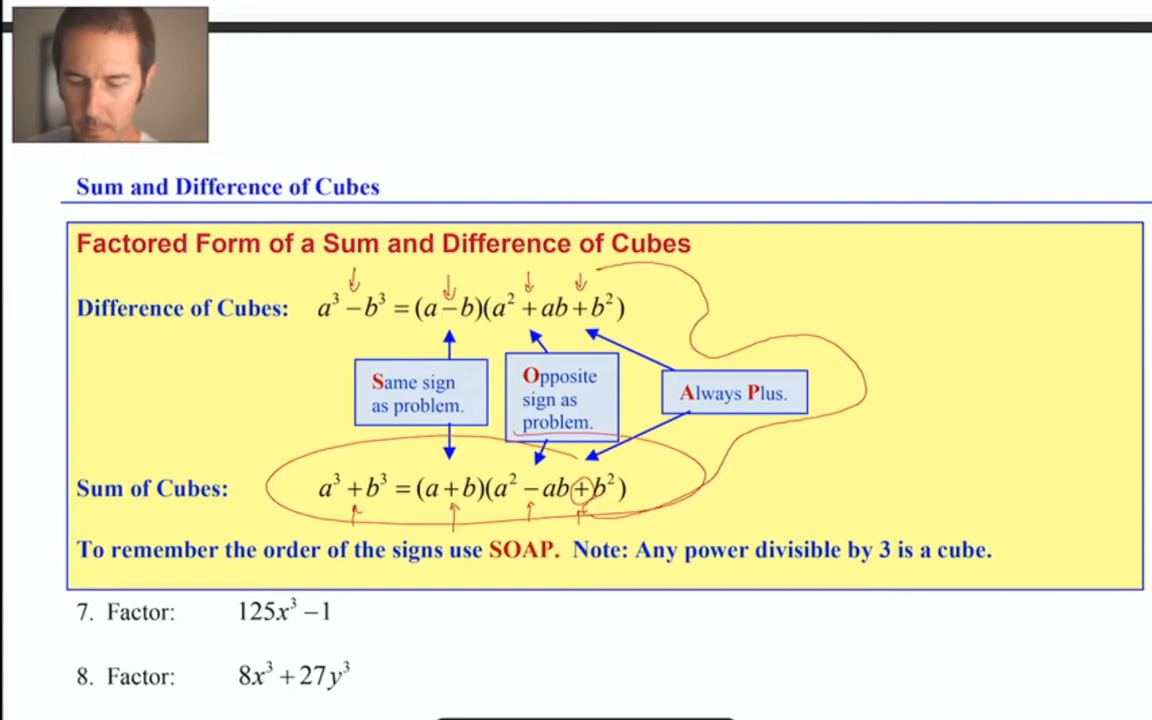 Sum and Difference of Cubes
Factored Form of a Sum and Difference of Cubes
Difference of Cubes: a³ − b³ = (a − b)(a² + ab + b²)
Same sign
as problem.
Opposite
sign as
problem.
Always Plus.
Sum of Cubes: a³ + b³ = (a + b)(a² − ab + b²)
To remember the order of the signs use SOAP. Note: Any power divisible by 3 is a cube.
7. Factor: 125x³ − 1
8. Factor: 8x³ + 27y³